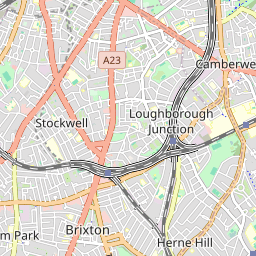 A23
Camberwe
Loughborough
Junction
Stockwell
m Park
Brixton
Herne Hill